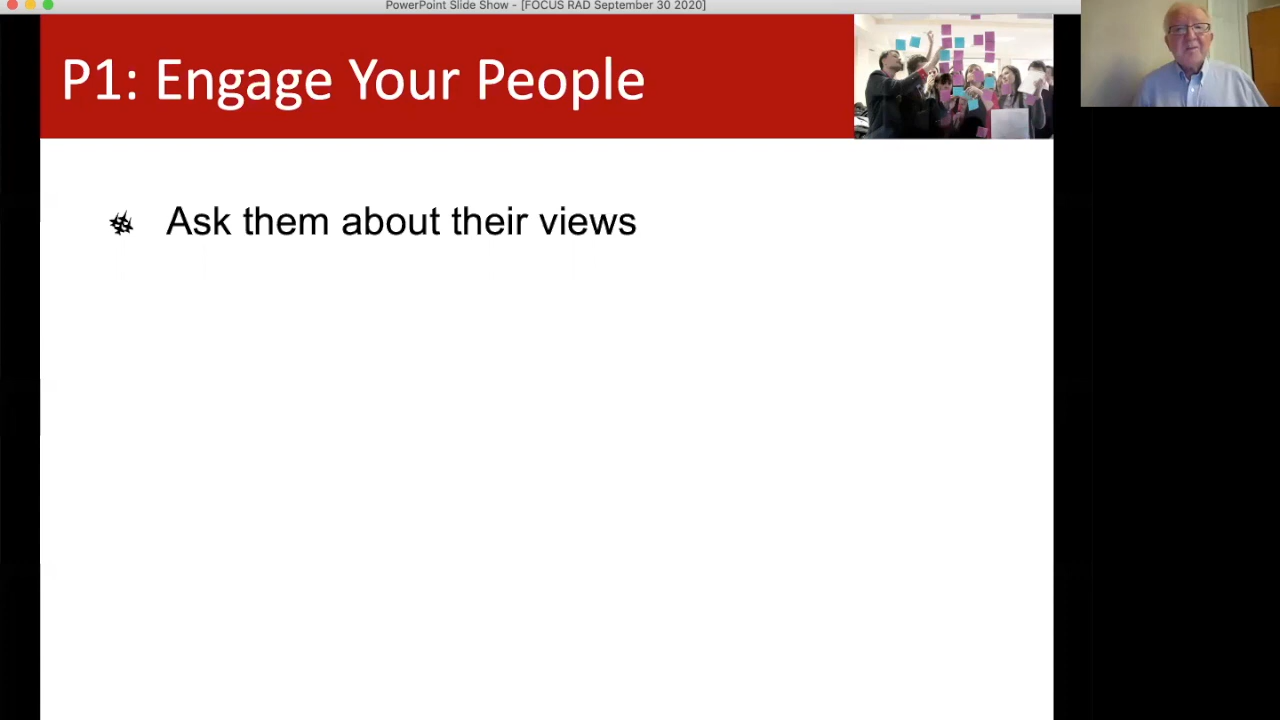 PowerPoint Slide Show - [FOCUS RAD September 30 2020]
P1: Engage Your People
Ask them about their views